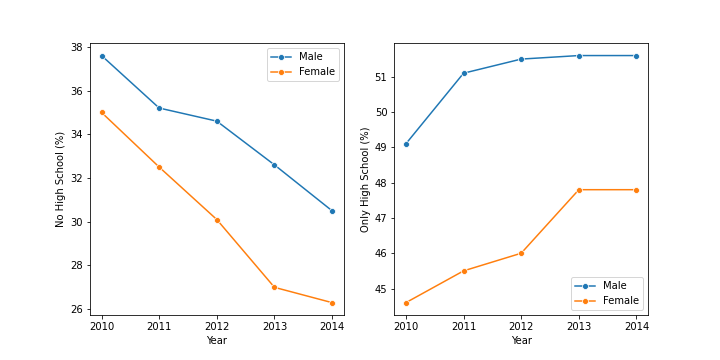 38
36
34
32
30
28
26
No High School (%)
2010 2011 2012 2013 2014
Year
Male
Female
51
50
49
48
47
46
45
Only High School (%)
2010 2011 2012 2013 2014
Year
Male
Female